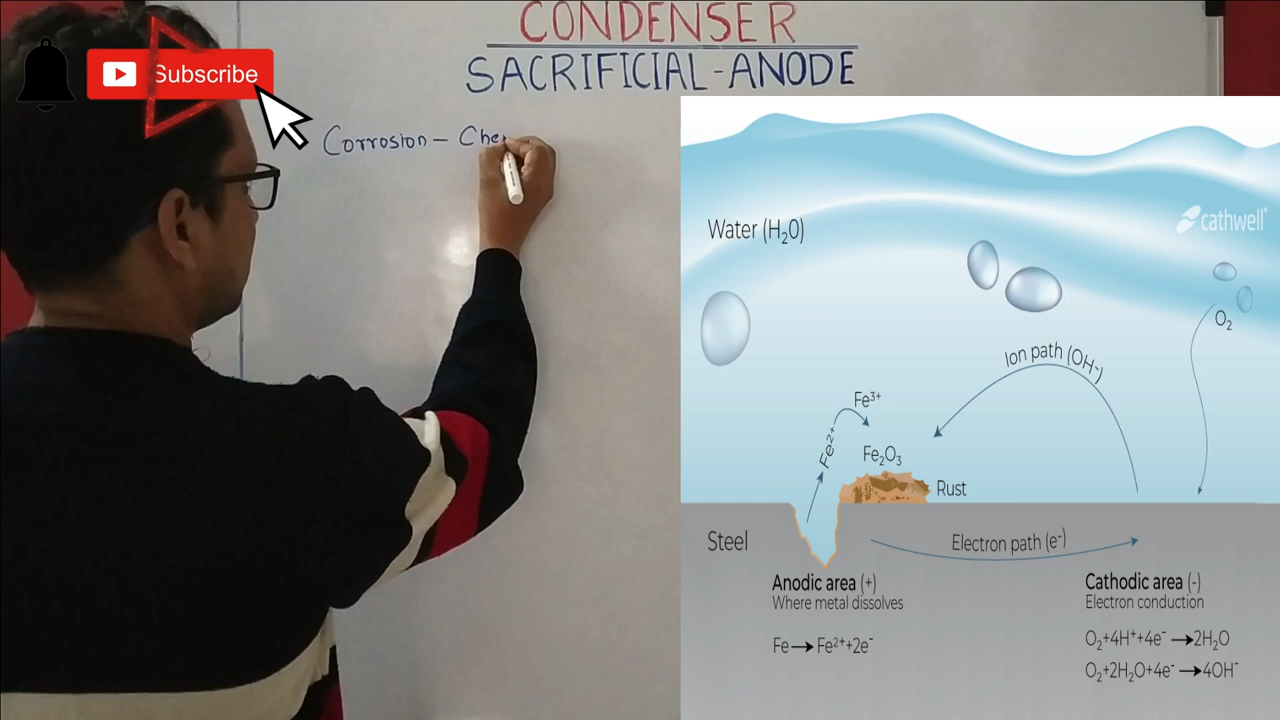 CONDENSER
SACRIFICIAL-ANODE
Subscribe
Corrosion – Che
Water (H₂0)
cathwell
O₂
Ion path (OH-)
Fe³⁺
Fe²⁺
Fe₂O₃
Rust
Steel
Electron path (e-)
Anodic area (+)
Where metal dissolves
Fe→Fe²⁺+2e⁻
Cathodic area (-)
Electron conduction
O₂+4H⁺+4e⁻ →2H₂O
O₂+2H₂O+4e⁻ →4OH⁻